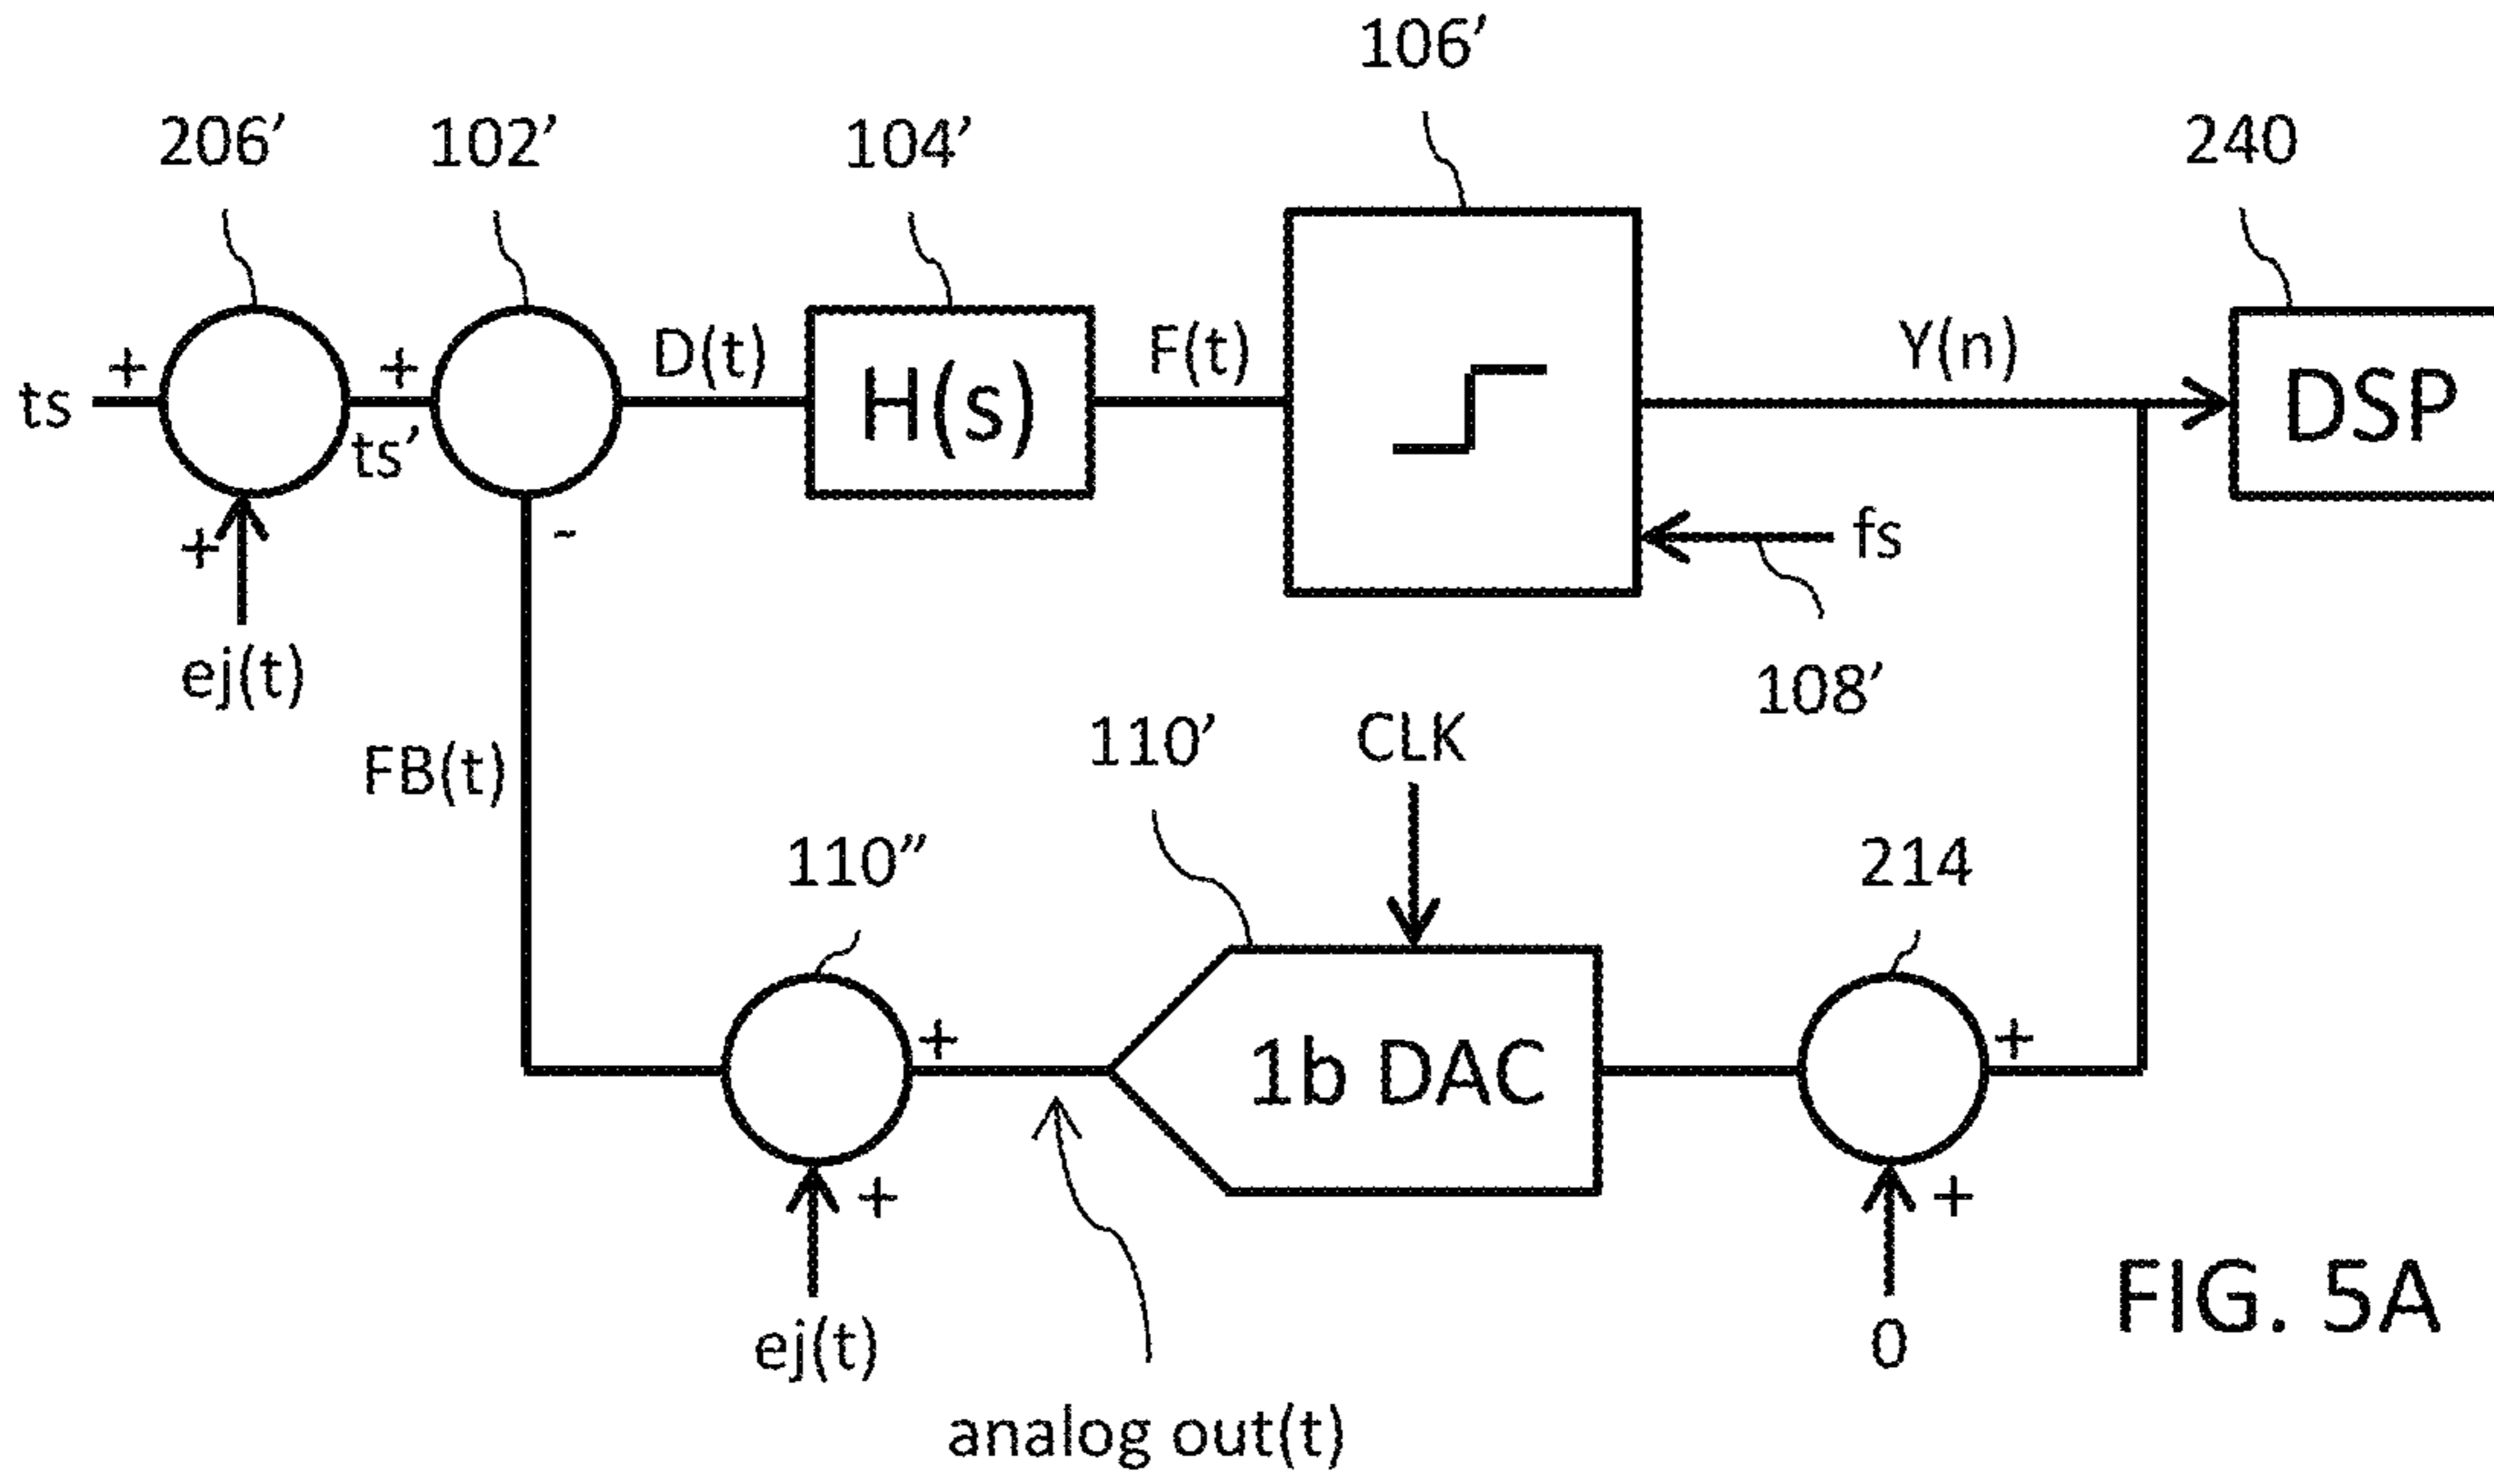 106’
206’
102’
104’
240
ts
+
ts’
+
D(t)
H(s)
F(t)
Y(n)
DSP
+
-
fs
ej(t)
108’
FB(t)
110’
CLK
110”
214
+
1b DAC
+
+
+
ej(t)
0
FIG. 5A
analog out(t)